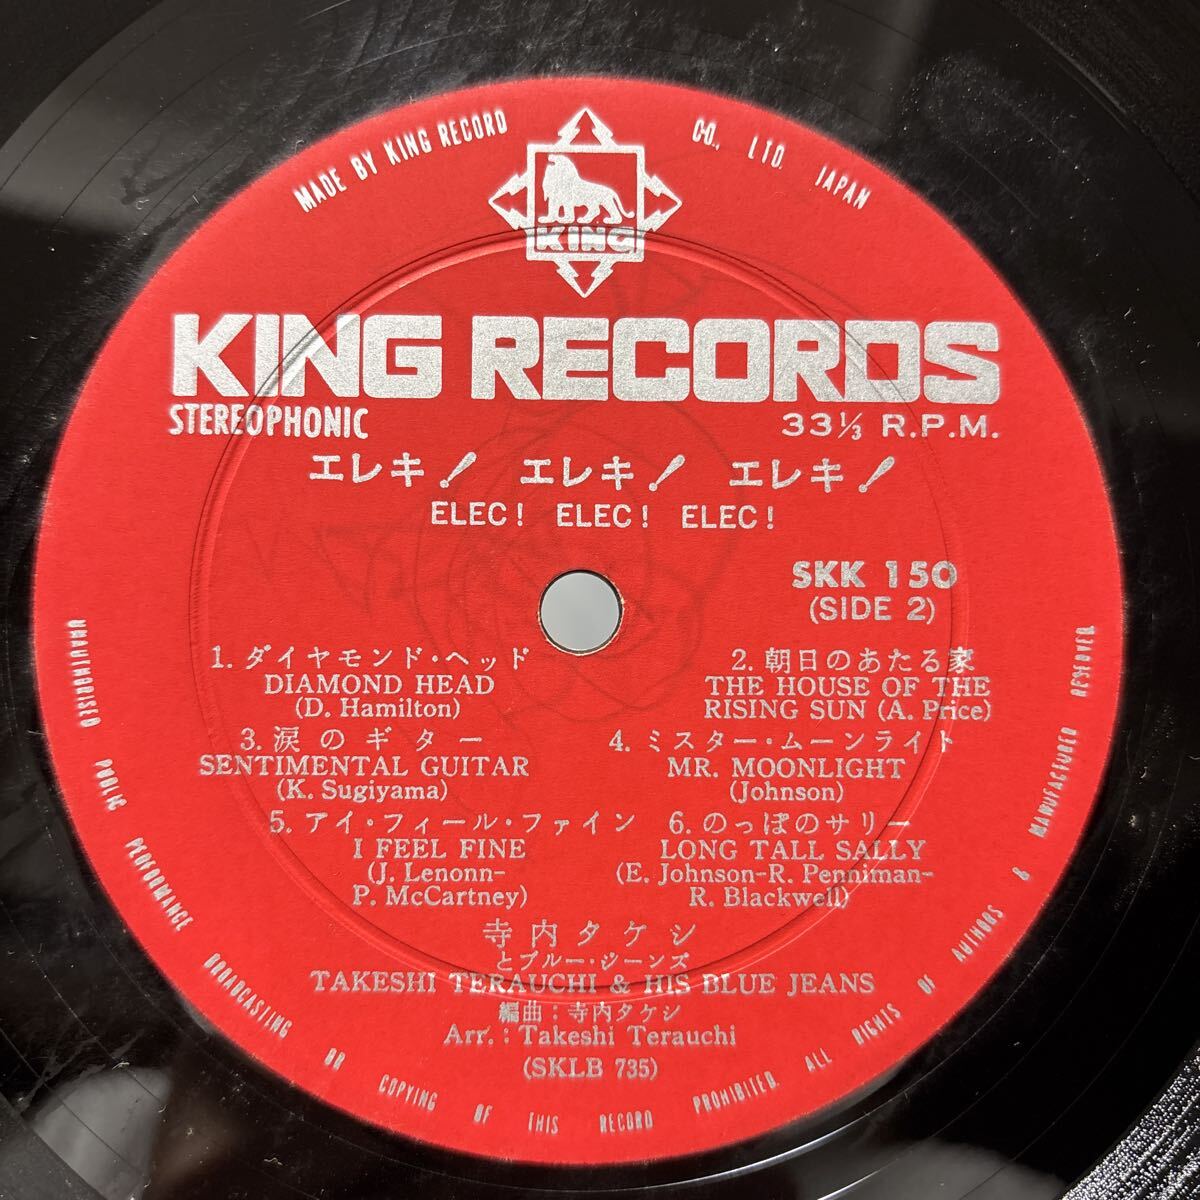 MADE BY KING RECORD CO., LTD. JAPAN
KING
KING RECORDS
STEREOPHONIC
33⅓ R.P.M.
エレキ! エレキ! エレキ!
ELEC! ELEC! ELEC!
SKK 150
(SIDE 2)
1. ダイヤモンド・ヘッド
DIAMOND HEAD
(D. Hamilton)
2. 朝日のあたる家
THE HOUSE OF THE
RISING SUN (A. Price)
3. 涙のギター
SENTIMENTAL GUITAR
(K. Sugiyama)
4. ミスター・ムーンライト
MR. MOONLIGHT
(Johnson)
5. アイ・フィール・ファイン
I FEEL FINE
(J. Lenonn-
P. McCartney)
6. のっぽのサリー
LONG TALL SALLY
(E. Johnson-R. Penniman-
R. Blackwell)
寺内タケシ
とブルー・ジーンズ
TAKESHI TERAUCHI & HIS BLUE JEANS
編曲：寺内タケシ
Arr.: Takeshi Terauchi
(SKLB 735)
UNAUTHORISED PUBLIC PERFORMANCE BROADCASTING OR COPYING OF THIS RECORD PROHIBITED. ALL RIGHTS OF AUTHORS & MANUFACTURED RESERVER